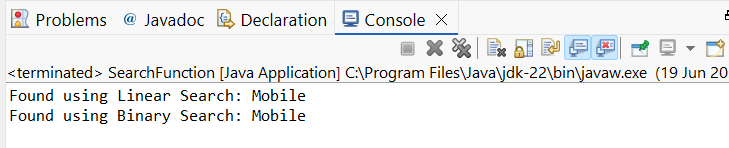 Problems @ Javadoc Declaration Console
<terminated> SearchFunction [Java Application] C:\Program Files\Java\jdk-22\bin\javaw.exe (19 Jun 20
Found using Linear Search: Mobile
Found using Binary Search: Mobile